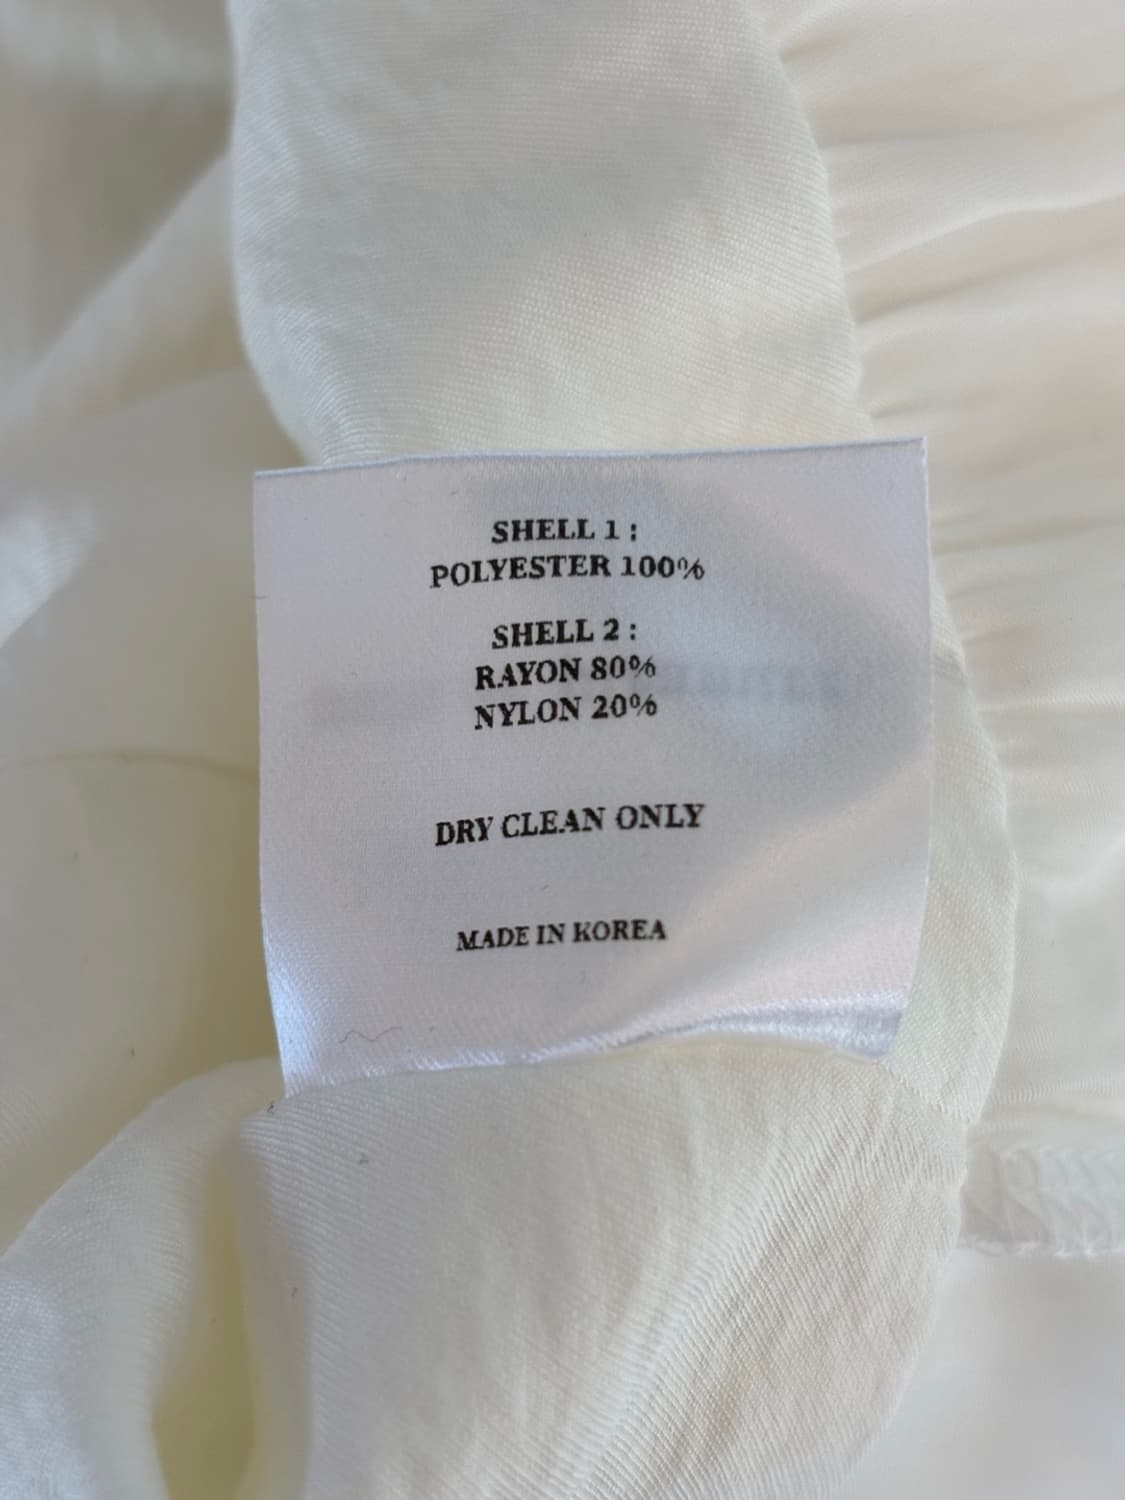 SHELL 1 :
POLYESTER 100%
SHELL 2 :
RAYON 80%
NYLON 20%
DRY CLEAN ONLY
MADE IN KOREA